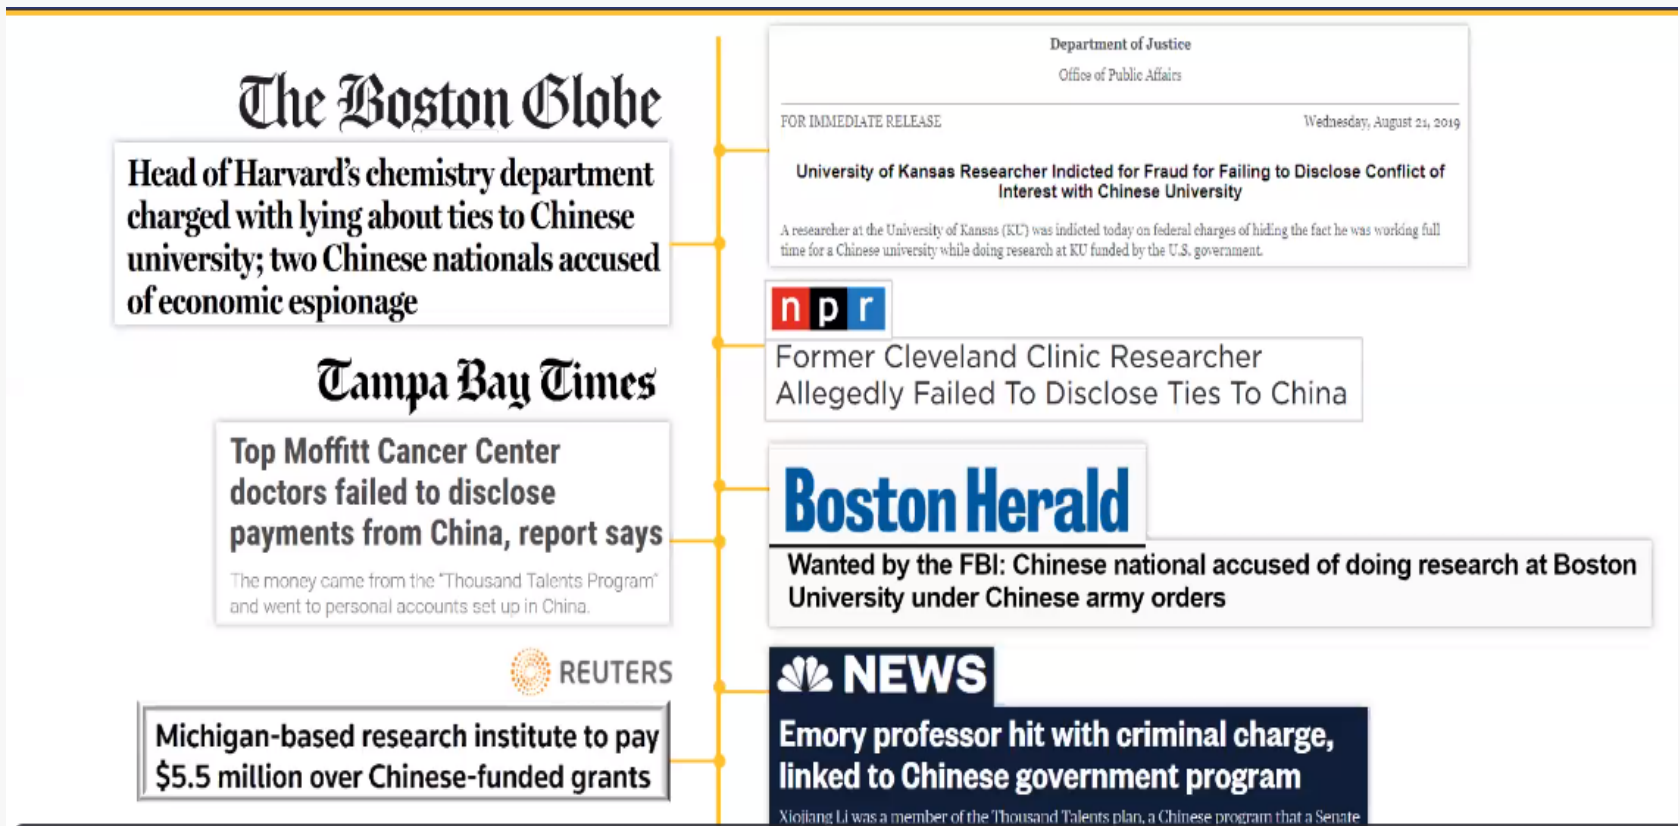 The Boston Globe
Head of Harvard's chemistry department
charged with lying about ties to Chinese
university; two Chinese nationals accused
of economic espionage
Tampa Bay Times
Top Moffitt Cancer Center
doctors failed to disclose
payments from China, report says
The money came from the "Thousand Talents Program"
and went to personal accounts set up in China.
REUTERS
Michigan-based research institute to pay
$5.5 million over Chinese-funded grants
Department of Justice
Office of Public Affairs
FOR IMMEDIATE RELEASE Wednesday, August 21, 2019
University of Kansas Researcher Indicted for Fraud for Failing to Disclose Conflict of
Interest with Chinese University
A researcher at the University of Kansas (KU) was indicted today on federal charges of hiding the fact he was working full
time for a Chinese university while doing research at KU funded by the U.S. government.
npr
Former Cleveland Clinic Researcher
Allegedly Failed To Disclose Ties To China
Boston Herald
Wanted by the FBI: Chinese national accused of doing research at Boston
University under Chinese army orders
NEWS
Emory professor hit with criminal charge,
linked to Chinese government program
Xiojiang Li was a member of the Thousand Talents plan, a Chinese program that a Senate